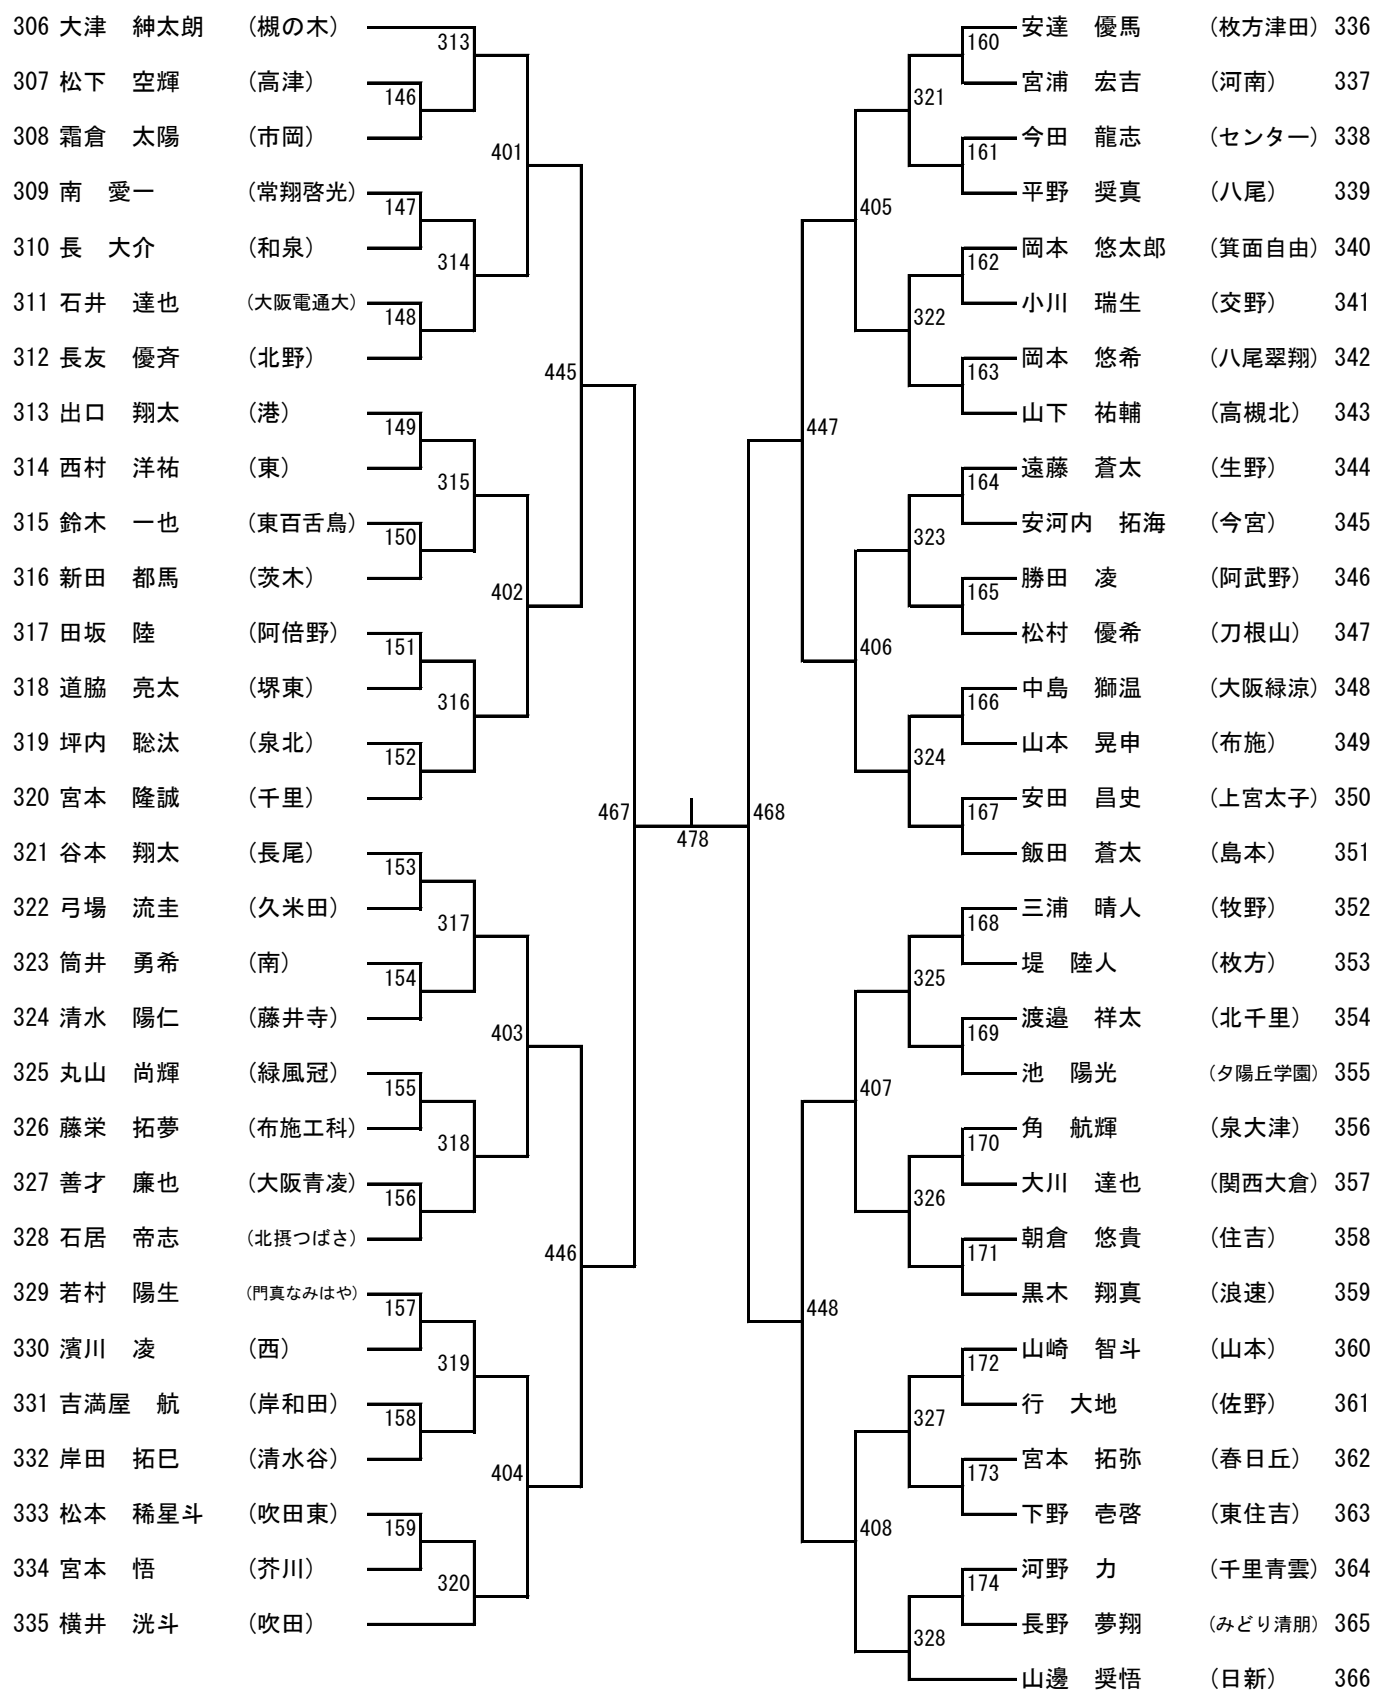 306 大津　紳太朗　（槻の木）
307 松下　空輝　（高津）
308 霜倉　太陽　（市岡）
309 南　愛一　（常翔啓光）
310 長　大介　（和泉）
311 石井　達也　（大阪電通大）
312 長友　優斉　（北野）
313 出口　翔太　（港）
314 西村　洋祐　（東）
315 鈴木　一也　（東百舌鳥）
316 新田　都馬　（茨木）
317 田坂　陸　（阿倍野）
318 道脇　亮太　（堺東）
319 坪内　聡汰　（泉北）
320 宮本　隆誠　（千里）
321 谷本　翔太　（長尾）
322 弓場　流圭　（久米田）
323 筒井　勇希　（南）
324 清水　陽仁　（藤井寺）
325 丸山　尚輝　（緑風冠）
326 藤栄　拓夢　（布施工科）
327 善才　廉也　（大阪青凌）
328 石居　帝志　（北摂つばさ）
329 若村　陽生　（門真なみはや）
330 濱川　凌　（西）
331 吉満屋　航　（岸和田）
332 岸田　拓巳　（清水谷）
333 松本　稀星斗　（吹田東）
334 宮本　悟　（芥川）
335 横井　洸斗　（吹田）
313
146
401
147
314
148
445
149
315
150
402
151
316
152
467
153
317
154
403
155
318
156
446
157
319
158
404
159
320
478
468
160
321
161
405
162
322
163
447
164
323
165
406
166
324
167
168
325
169
407
170
326
171
448
172
327
173
408
174
328
安達　優馬　（枚方津田） 336
宮浦　宏吉　（河南） 337
今田　龍志　（センター） 338
平野　奨真　（八尾） 339
岡本　悠太郎　（箕面自由） 340
小川　瑞生　（交野） 341
岡本　悠希　（八尾翠翔） 342
山下　祐輔　（高槻北） 343
遠藤　蒼太　（生野） 344
安河内　拓海　（今宮） 345
勝田　凌　（阿武野） 346
松村　優希　（刀根山） 347
中島　獅温　（大阪緑涼） 348
山本　晃申　（布施） 349
安田　昌史　（上宮太子） 350
飯田　蒼太　（島本） 351
三浦　晴人　（牧野） 352
堤　陸人　（枚方） 353
渡邉　祥太　（北千里） 354
池　陽光　（夕陽丘学園） 355
角　航輝　（泉大津） 356
大川　達也　（関西大倉） 357
朝倉　悠貴　（住吉） 358
黒木　翔真　（浪速） 359
山崎　智斗　（山本） 360
行　大地　（佐野） 361
宮本　拓弥　（春日丘） 362
下野　壱啓　（東住吉） 363
河野　力　（千里青雲） 364
長野　夢翔　（みどり清朋） 365
山邊　奨悟　（日新） 366